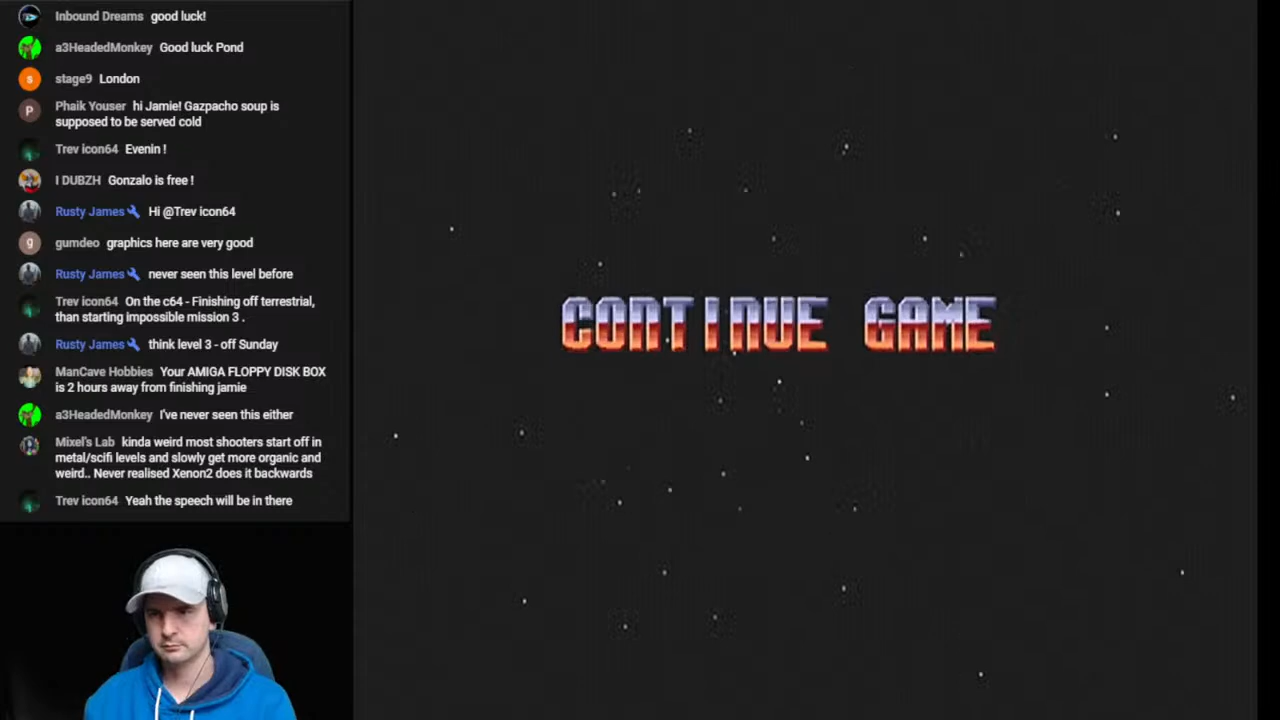 Inbound Dreams good luck!
a3HeadedMonkey Good luck Pond
s stage9 London
P Phaik Youser hi Jamie! Gazpacho soup is
supposed to be served cold
Trev icon64 Evenin !
I DUBZH Gonzalo is free !
Rusty James Hi @Trev icon64
g gumdeo graphics here are very good
Rusty James never seen this level before
Trev icon64 On the c64 - Finishing off terrestrial,
than starting impossible mission 3 .
Rusty James think level 3 - off Sunday
ManCave Hobbies Your AMIGA FLOPPY DISK BOX
is 2 hours away from finishing jamie
a3HeadedMonkey I've never seen this either
Mixel's Lab kinda weird most shooters start off in
metal/scifi levels and slowly get more organic and
weird.. Never realised Xenon2 does it backwards
Trev icon64 Yeah the speech will be in there
CONTINUE GAME